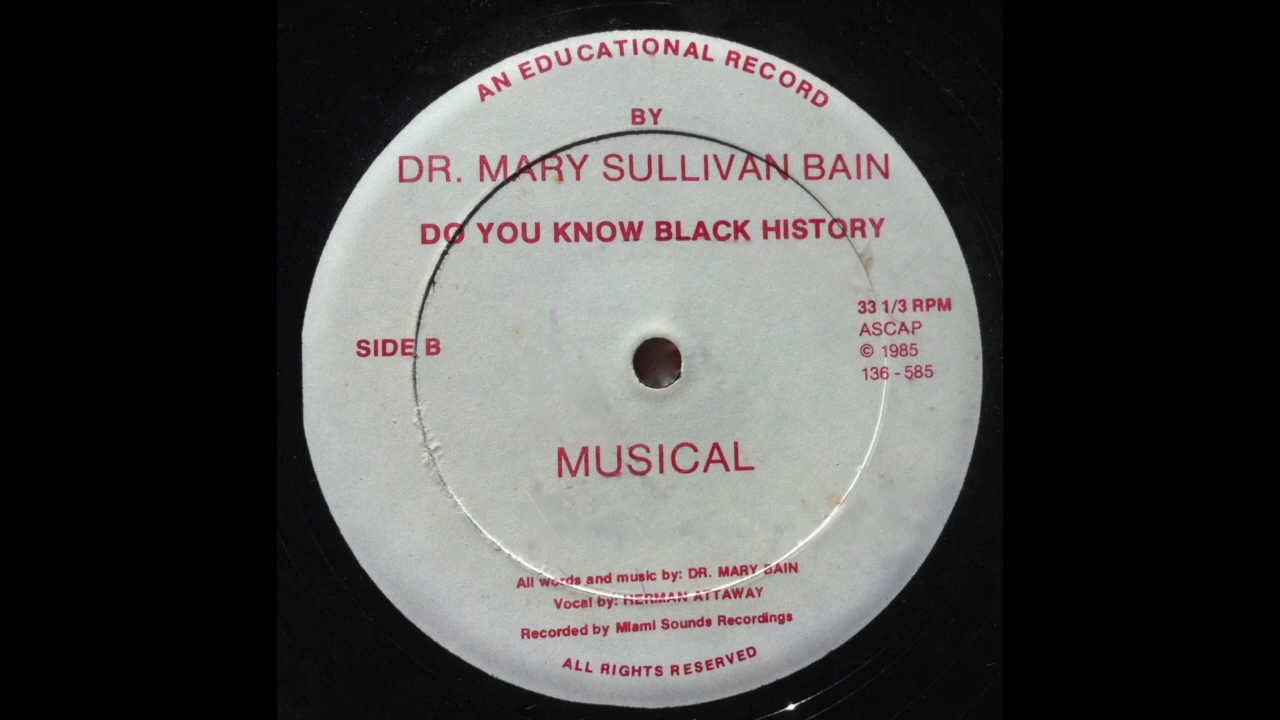 AN EDUCATIONAL RECORD
BY
DR. MARY SULLIVAN BAIN
DO YOU KNOW BLACK HISTORY
33 1/3 RPM
ASCAP
© 1985
136 - 585
SIDE B
MUSICAL
All words and music by: DR. MARY BAIN
Vocal by: HERMAN ATTAWAY
Recorded by Miami Sounds Recordings
ALL RIGHTS RESERVED